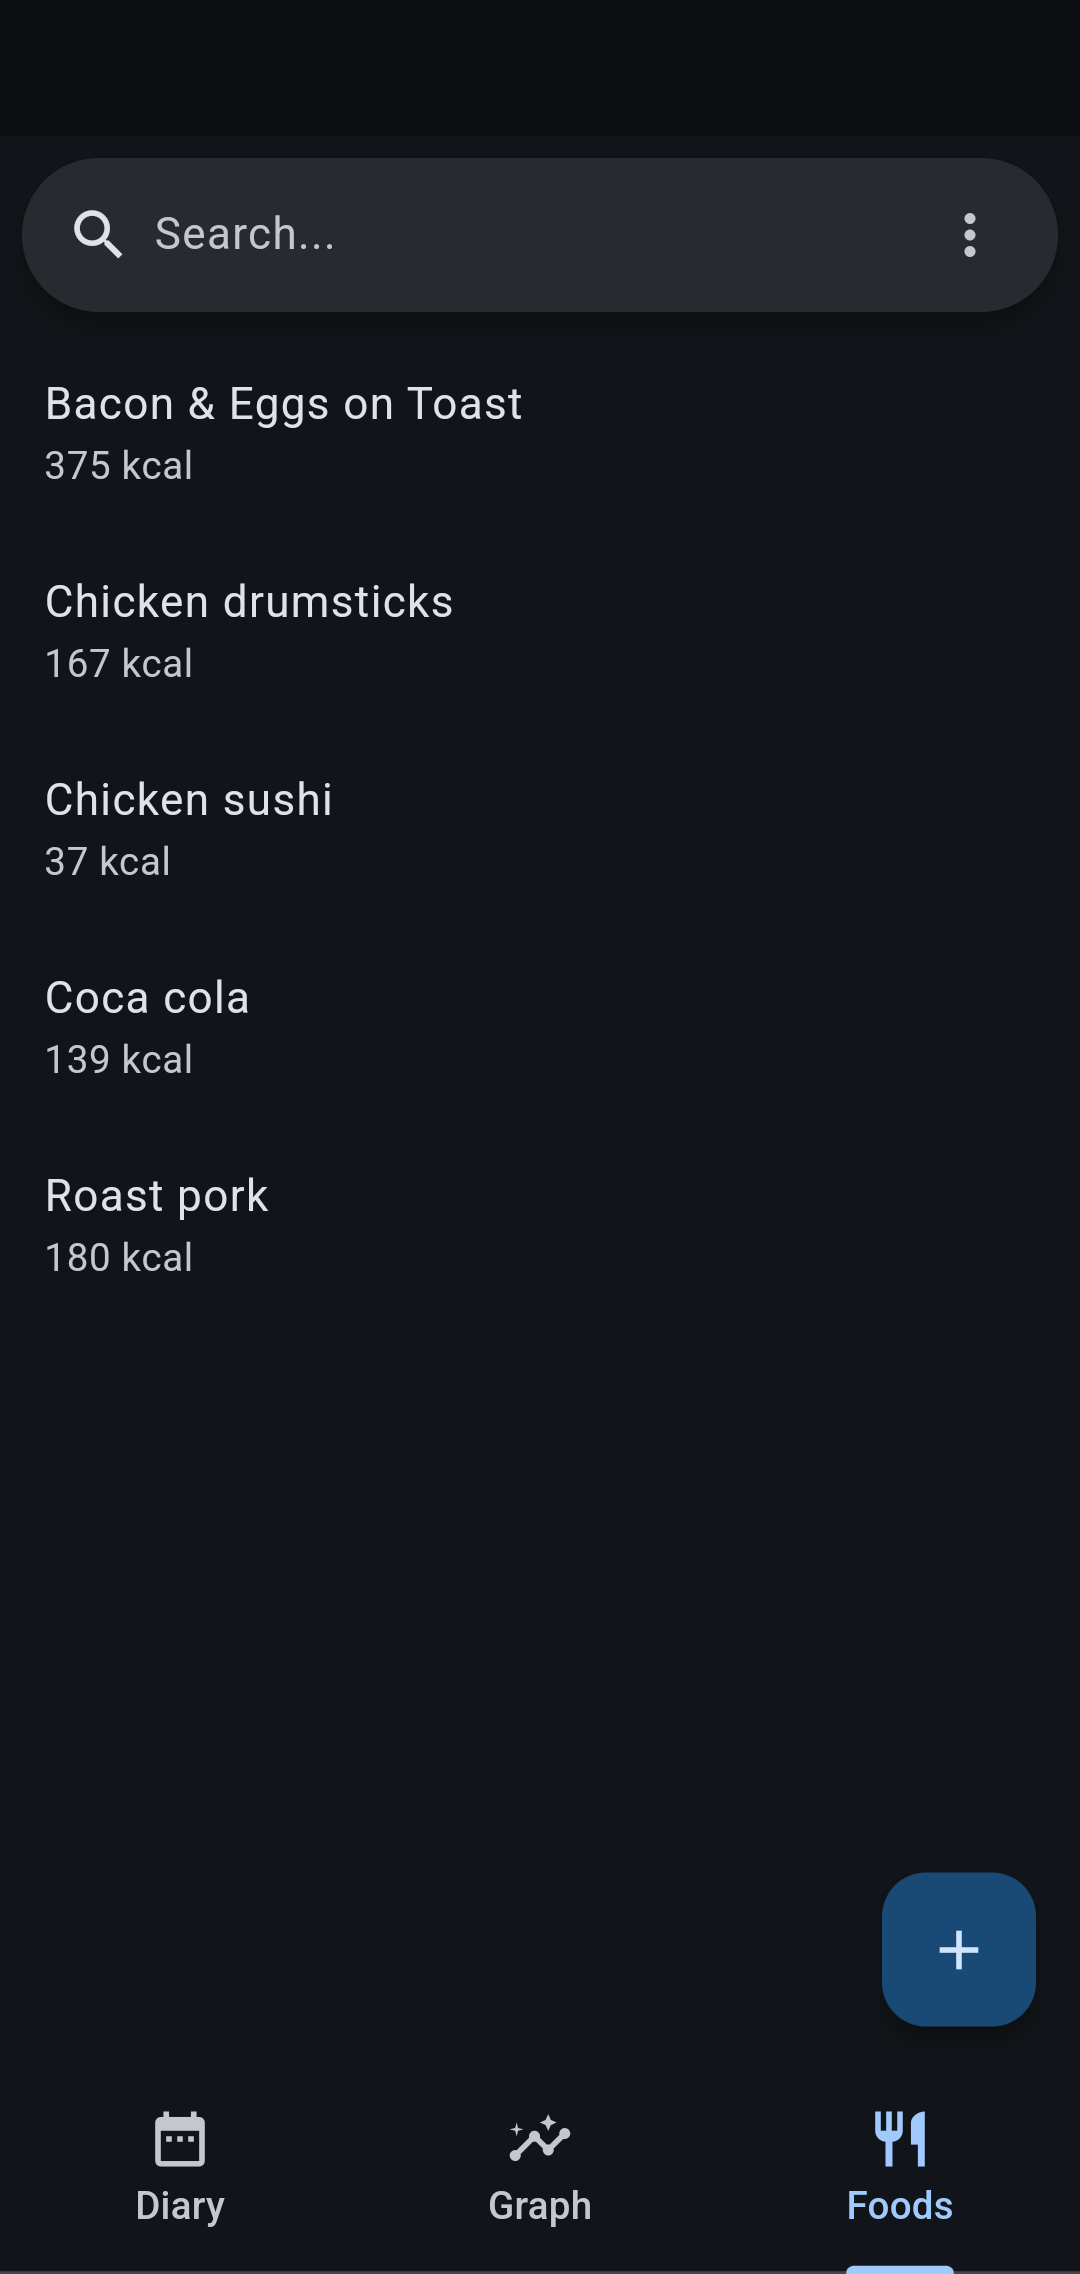 Search...
Bacon & Eggs on Toast
375 kcal
Chicken drumsticks
167 kcal
Chicken sushi
37 kcal
Coca cola
139 kcal
Roast pork
180 kcal
Diary
Graph
Foods